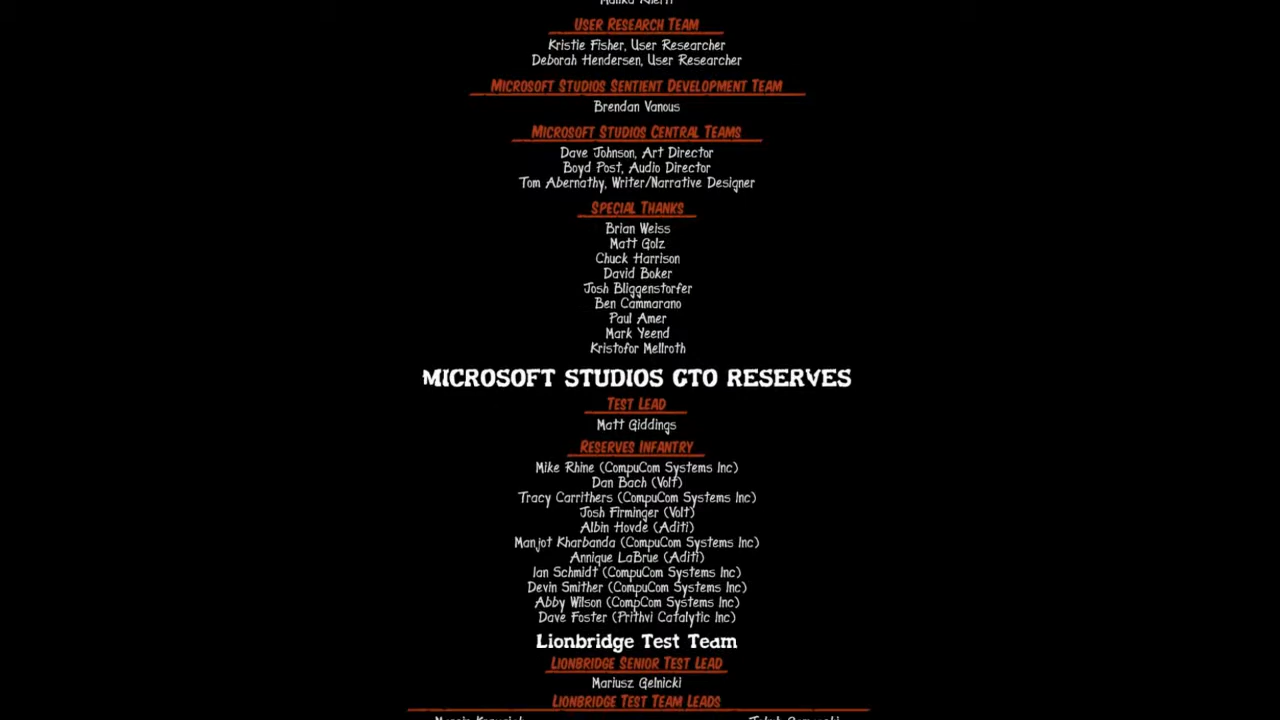 User Research Team
Kristie Fisher, User Researcher
Deborah Hendersen, User Researcher
Microsoft Studios Sentient Development Team
Brendan Vanous
Microsoft Studios Central Teams
Dave Johnson, Art Director
Boyd Post, Audio Director
Tom Abernathy, Writer/Narrative Designer
Special Thanks
Brian Weiss
Matt Golz
Chuck Harrison
David Boker
Josh Bliggenstorfer
Ben Cammarano
Paul Amer
Mark Yeend
Kristofor Mellroth
MICROSOFT STUDIOS CTO RESERVES
Test Lead
Matt Giddings
Reserves Infantry
Mike Rhine (CompuCom Systems Inc)
Dan Bach (Volt)
Tracy Carrithers (CompuCom Systems Inc)
Josh Firminger (Volt)
Albin Hovde (Aditi)
Manjot Kharbanda (CompuCom Systems Inc)
Annique LaBrue (Aditi)
Ian Schmidt (CompuCom Systems Inc)
Devin Smither (CompuCom Systems Inc)
Abby Wilson (CompCom Systems Inc)
Dave Foster (Prithvi Catalytic Inc)
Lionbridge Test Team
Lionbridge Senior Test Lead
Mariusz Gelnicki
Lionbridge Test Team Leads